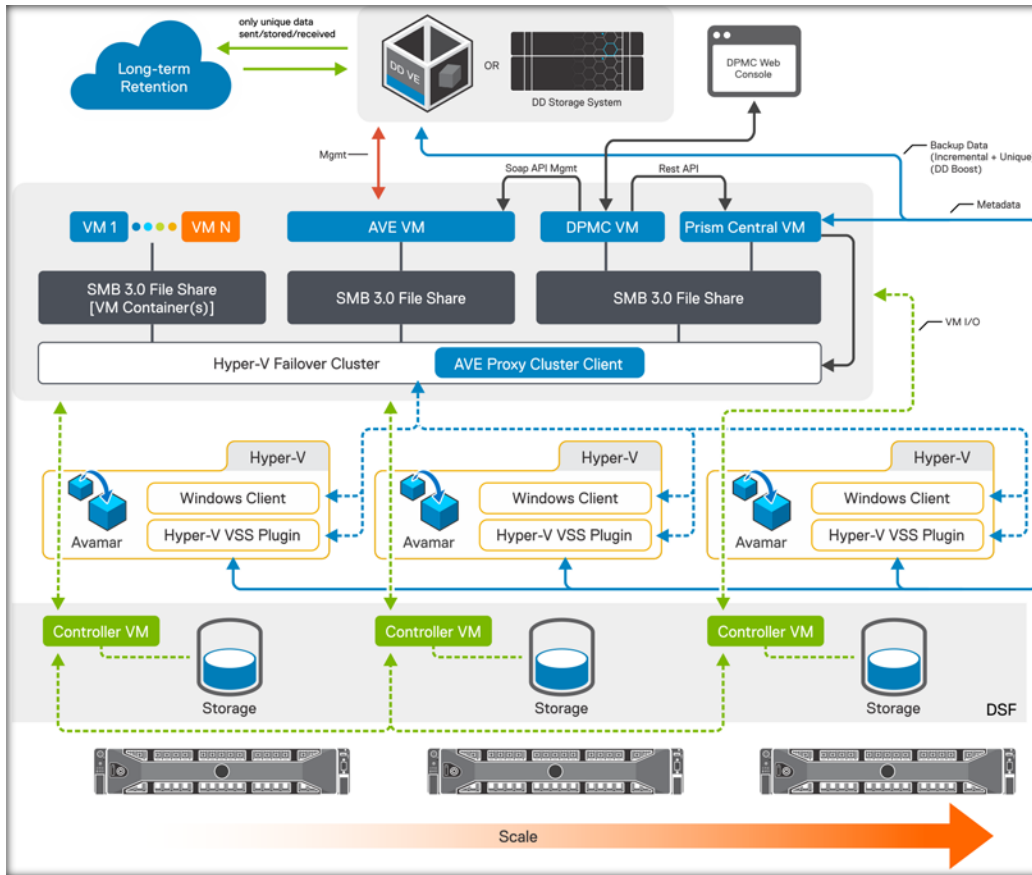 only unique data
sent/stored/received
Long-term
Retention
DD VE
OR
DD Storage System
DPMC Web
Console
Mgmt
Soap API Mgmt
Rest API
Backup Data
(Incremental + Unique)
(DD Boost)
Metadata
VM 1
VM N
AVE VM
DPMC VM
Prism Central VM
SMB 3.0 File Share
[VM Container(s)]
SMB 3.0 File Share
SMB 3.0 File Share
VM I/O
Hyper-V Failover Cluster
AVE Proxy Cluster Client
Hyper-V
Hyper-V
Hyper-V
Windows Client
Windows Client
Windows Client
Hyper-V VSS Plugin
Hyper-V VSS Plugin
Hyper-V VSS Plugin
Avamar
Avamar
Avamar
Controller VM
Controller VM
Controller VM
Storage
Storage
Storage
DSF
Scale